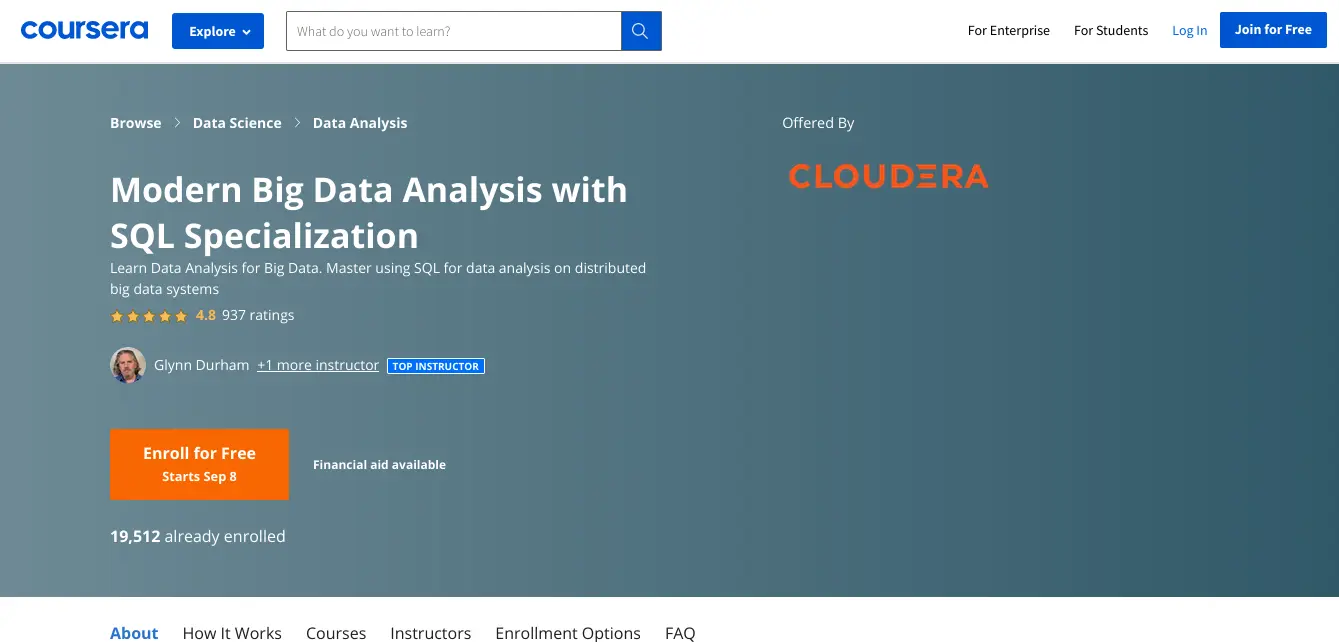 coursera
Explore
What do you want to learn?
For Enterprise
For Students
Log In
Join for Free
Browse > Data Science > Data Analysis
Offered By
CLOUDERA
Modern Big Data Analysis with
SQL Specialization
Learn Data Analysis for Big Data. Master using SQL for data analysis on distributed
big data systems
4.8 937 ratings
Glynn Durham +1 more instructor TOP INSTRUCTOR
Enroll for Free
Starts Sep 8
Financial aid available
19,512 already enrolled
About How It Works Courses Instructors Enrollment Options FAQ